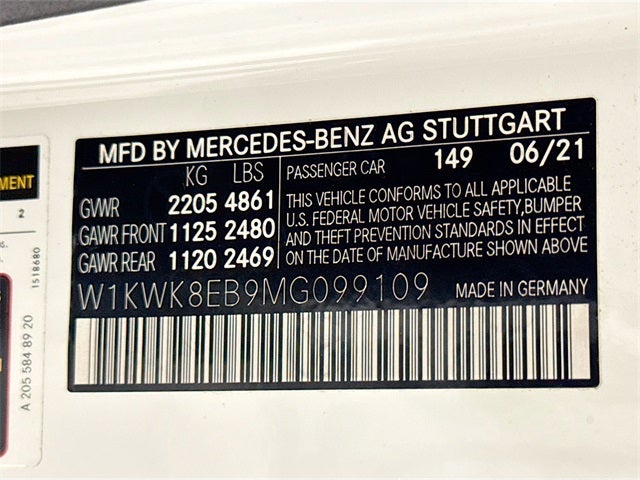 MFD BY MERCEDES-BENZ AG STUTTGART
KG LBS
GVWR 2205 4861
GAWR FRONT 1125 2480
GAWR REAR 1120 2469
PASSENGER CAR 149 06/21
THIS VEHICLE CONFORMS TO ALL APPLICABLE
U.S. FEDERAL MOTOR VEHICLE SAFETY,BUMPER
AND THEFT PREVENTION STANDARDS IN EFFECT
ON THE DATE OF MANUFACTURE SHOWN ABOVE
W1KWK8EB9MG099109 MADE IN GERMANY
2
1518680
A 205 584 89 20